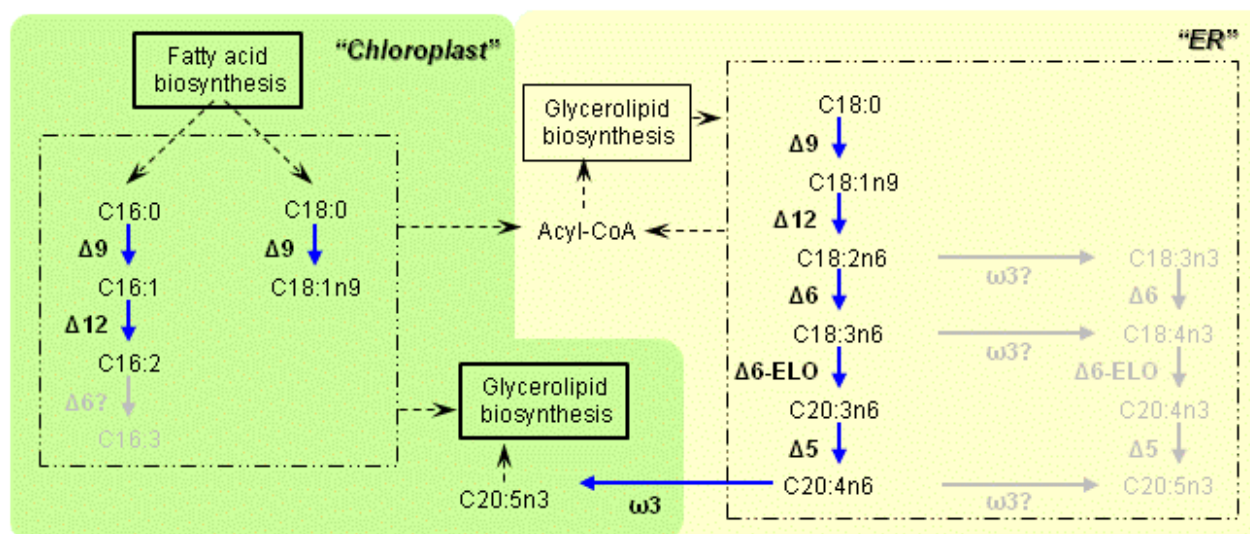 "Chloroplast"
Fatty acid
biosynthesis
C16:0
Δ9
C16:1
Δ12
C16:2
Δ6?
C16:3
C18:0
Δ9
C18:1n9
Glycerolipid
biosynthesis
C20:5n3
ω3
"ER"
Glycerolipid
biosynthesis
Acyl-CoA
C18:0
Δ9
C18:1n9
Δ12
C18:2n6
ω3?
C18:3n3
Δ6
Δ6
C18:3n6
ω3?
C18:4n3
Δ6-ELO
Δ6-ELO
C20:3n6
C20:4n3
Δ5
Δ5
C20:4n6
ω3?
C20:5n3